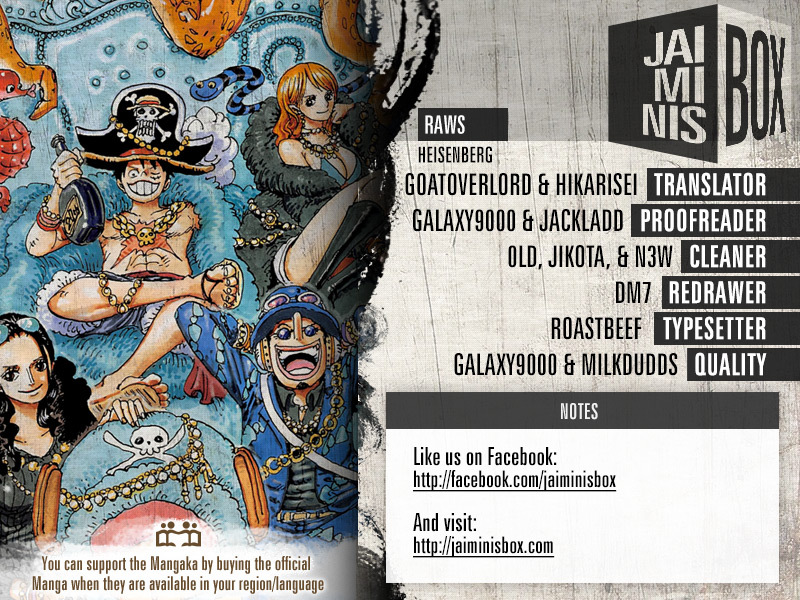 JAI
MI
NIS
BOX
RAWS
HEISENBERG
GOATOVERLORD & HIKARISEI TRANSLATOR
GALAXY9000 & JACKLADD PROOFREADER
OLD, JIKOTA, & N3W CLEANER
DM7 REDRAWER
ROASTBEEF TYPESETTER
GALAXY9000 & MILKDUDDS QUALITY
NOTES
Like us on Facebook:
http://facebook.com/jaiminisbox
And visit:
http://jaiminisbox.com
You can support the Mangaka by buying the official
Manga when they are available in your region/language